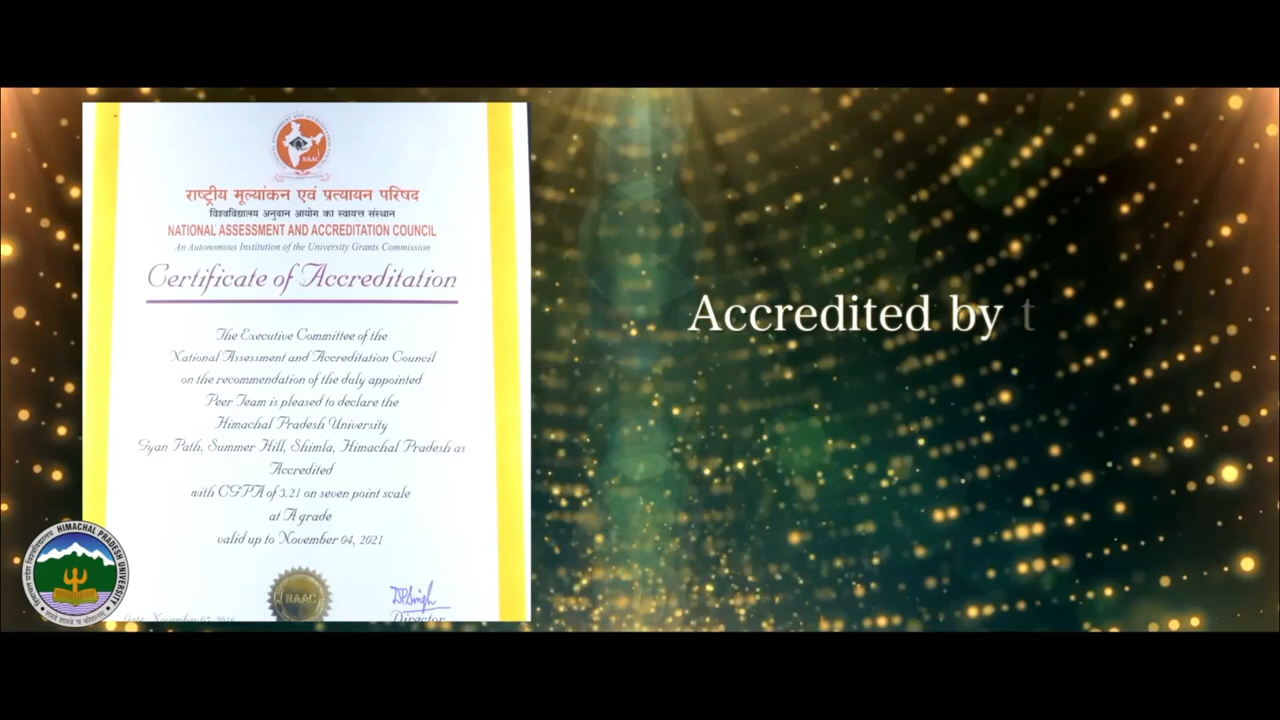 NAAC
राष्ट्रीय मूल्यांकन एवं प्रत्यायन परिषद
विश्वविद्यालय अनुदान आयोग का स्वायत्त संस्थान
NATIONAL ASSESSMENT AND ACCREDITATION COUNCIL
An Autonomous Institution of the University Grants Commission
Certificate of Accreditation
The Executive Committee of the
National Assessment and Accreditation Council
on the recommendation of the duly appointed
Peer Team is pleased to declare the
Himachal Pradesh University
Gyan Path, Summer Hill, Shimla, Himachal Pradesh as
Accredited
with CGPA of 3.21 on seven point scale
at A grade
valid up to November 04, 2021
NAAC
Director
Accredited by t
HIMACHAL PRADESH UNIVERSITY